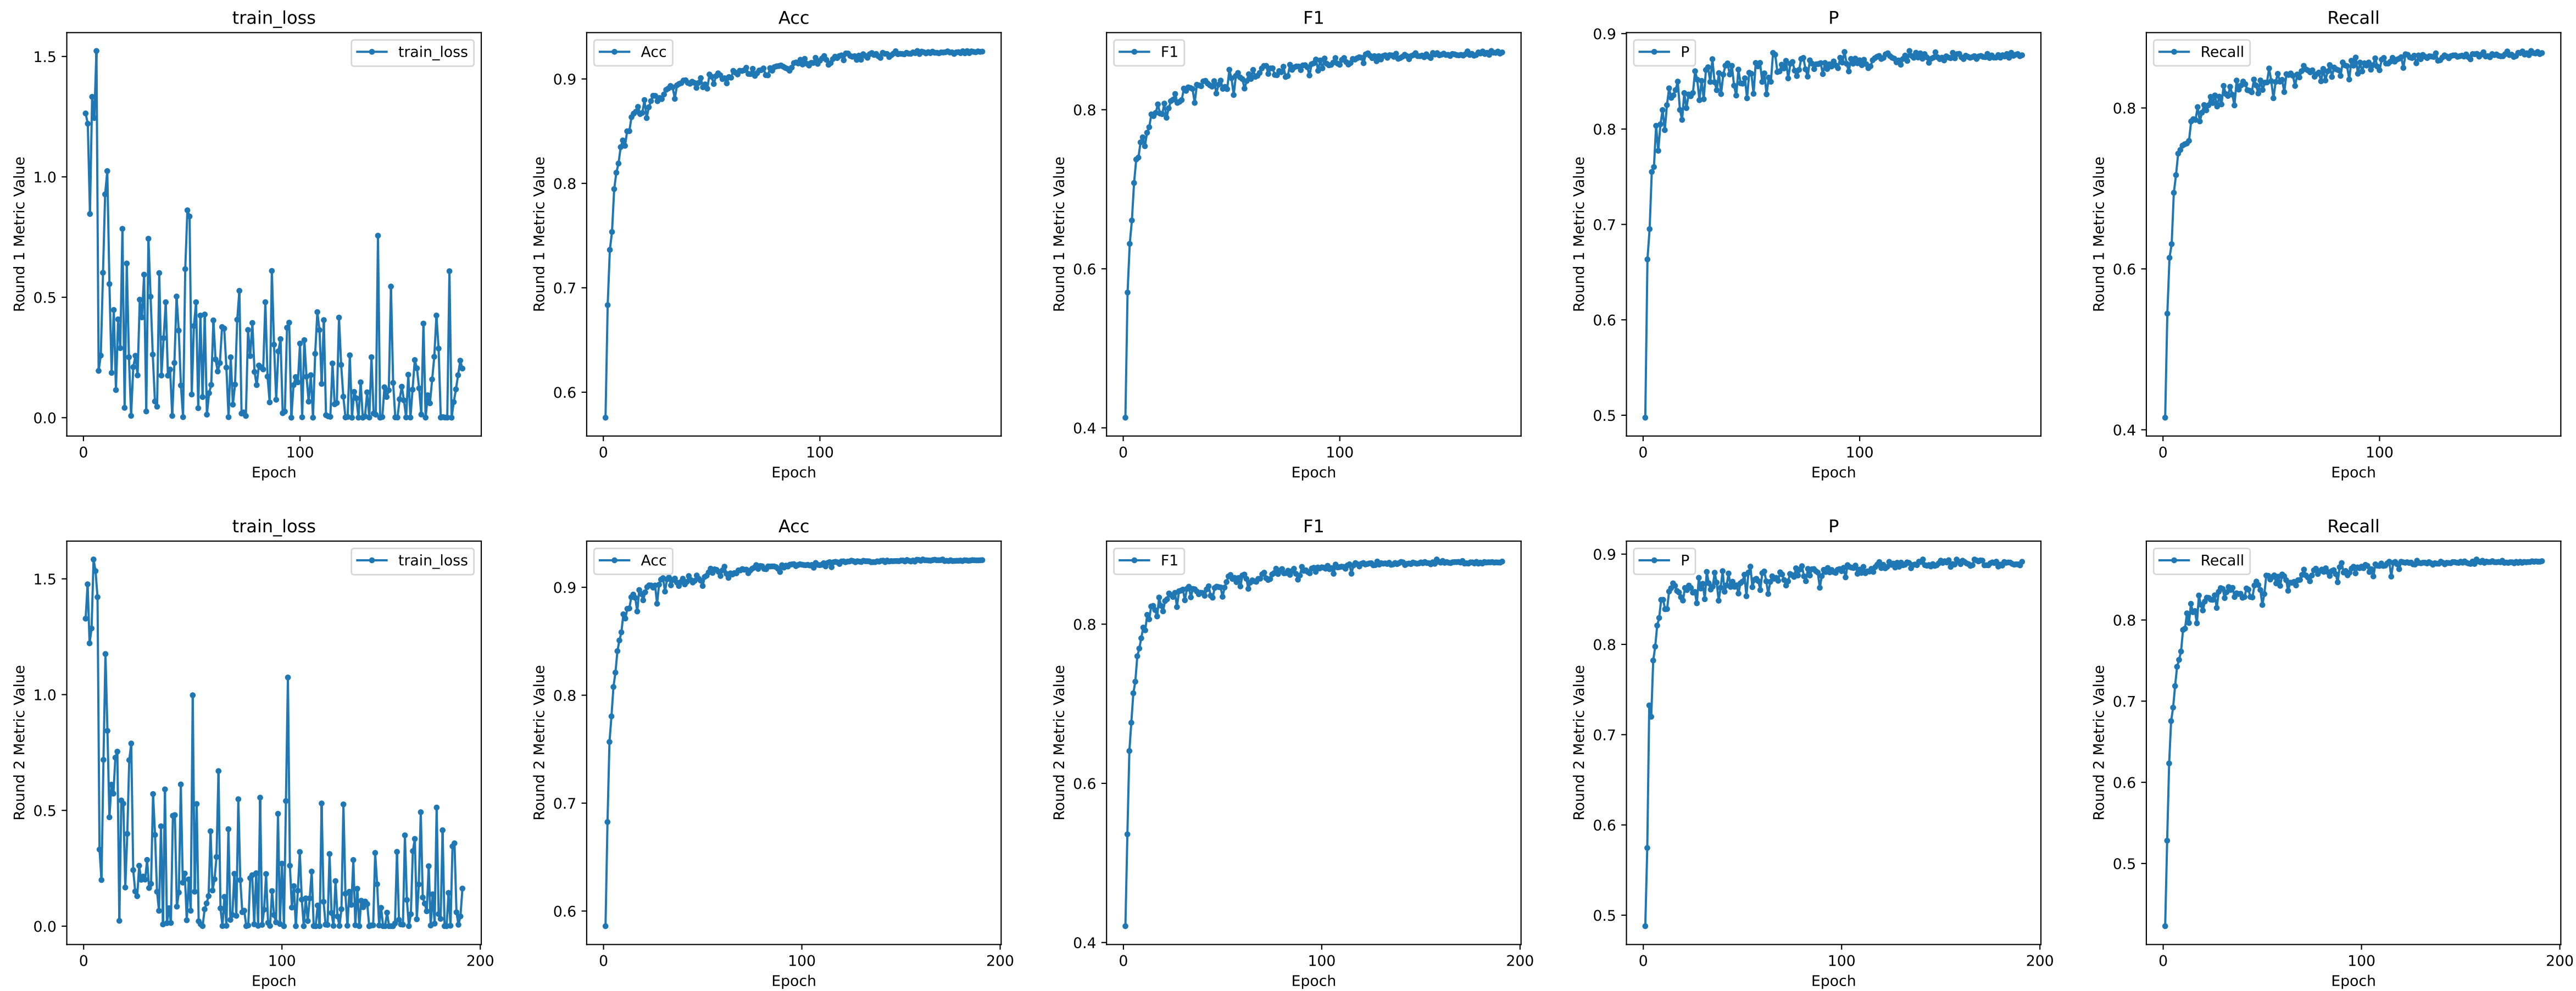 train_loss
train_loss
Round 1 Metric Value
1.5
1.0
0.5
0.0
0
100
Epoch
Acc
Acc
Round 1 Metric Value
0.9
0.8
0.7
0.6
0
100
Epoch
F1
F1
Round 1 Metric Value
0.8
0.6
0.4
0
100
Epoch
P
P
Round 1 Metric Value
0.9
0.8
0.7
0.6
0.5
0
100
Epoch
Recall
Recall
Round 1 Metric Value
0.8
0.6
0.4
0
100
Epoch
train_loss
train_loss
Round 2 Metric Value
1.5
1.0
0.5
0.0
0
100
200
Epoch
Acc
Acc
Round 2 Metric Value
0.9
0.8
0.7
0.6
0
100
200
Epoch
F1
F1
Round 2 Metric Value
0.8
0.6
0.4
0
100
200
Epoch
P
P
Round 2 Metric Value
0.9
0.8
0.7
0.6
0.5
0
100
200
Epoch
Recall
Recall
Round 2 Metric Value
0.8
0.7
0.6
0.5
0
100
200
Epoch